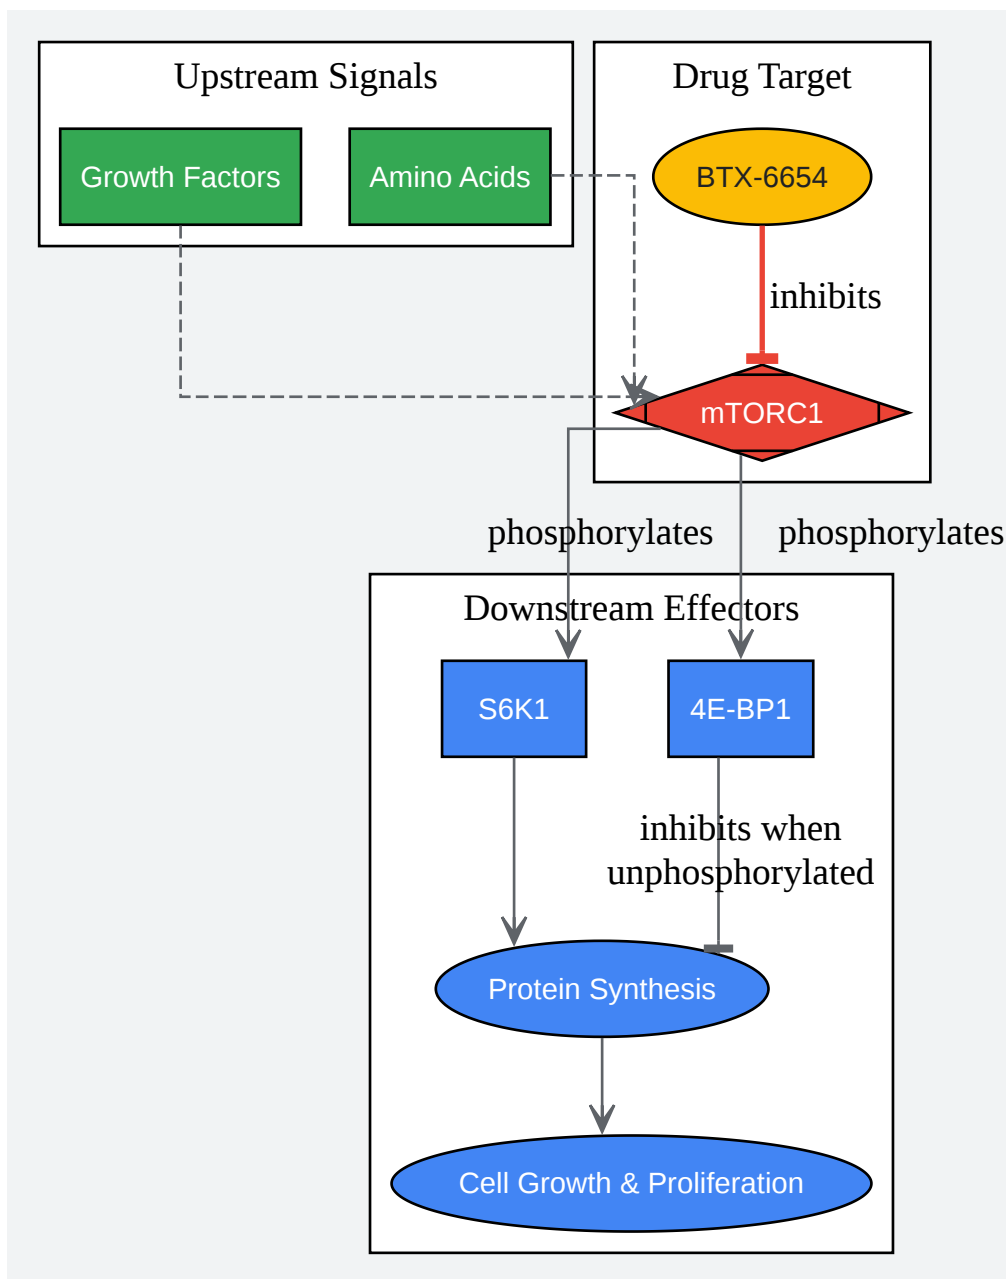 Upstream Signals
Drug Target
Growth Factors
Amino Acids
BTX-6654
inhibits
mTORC1
phosphorylates
phosphorylates
Downstream Effectors
S6K1
4E-BP1
inhibits when
unphosphorylated
Protein Synthesis
Cell Growth & Proliferation